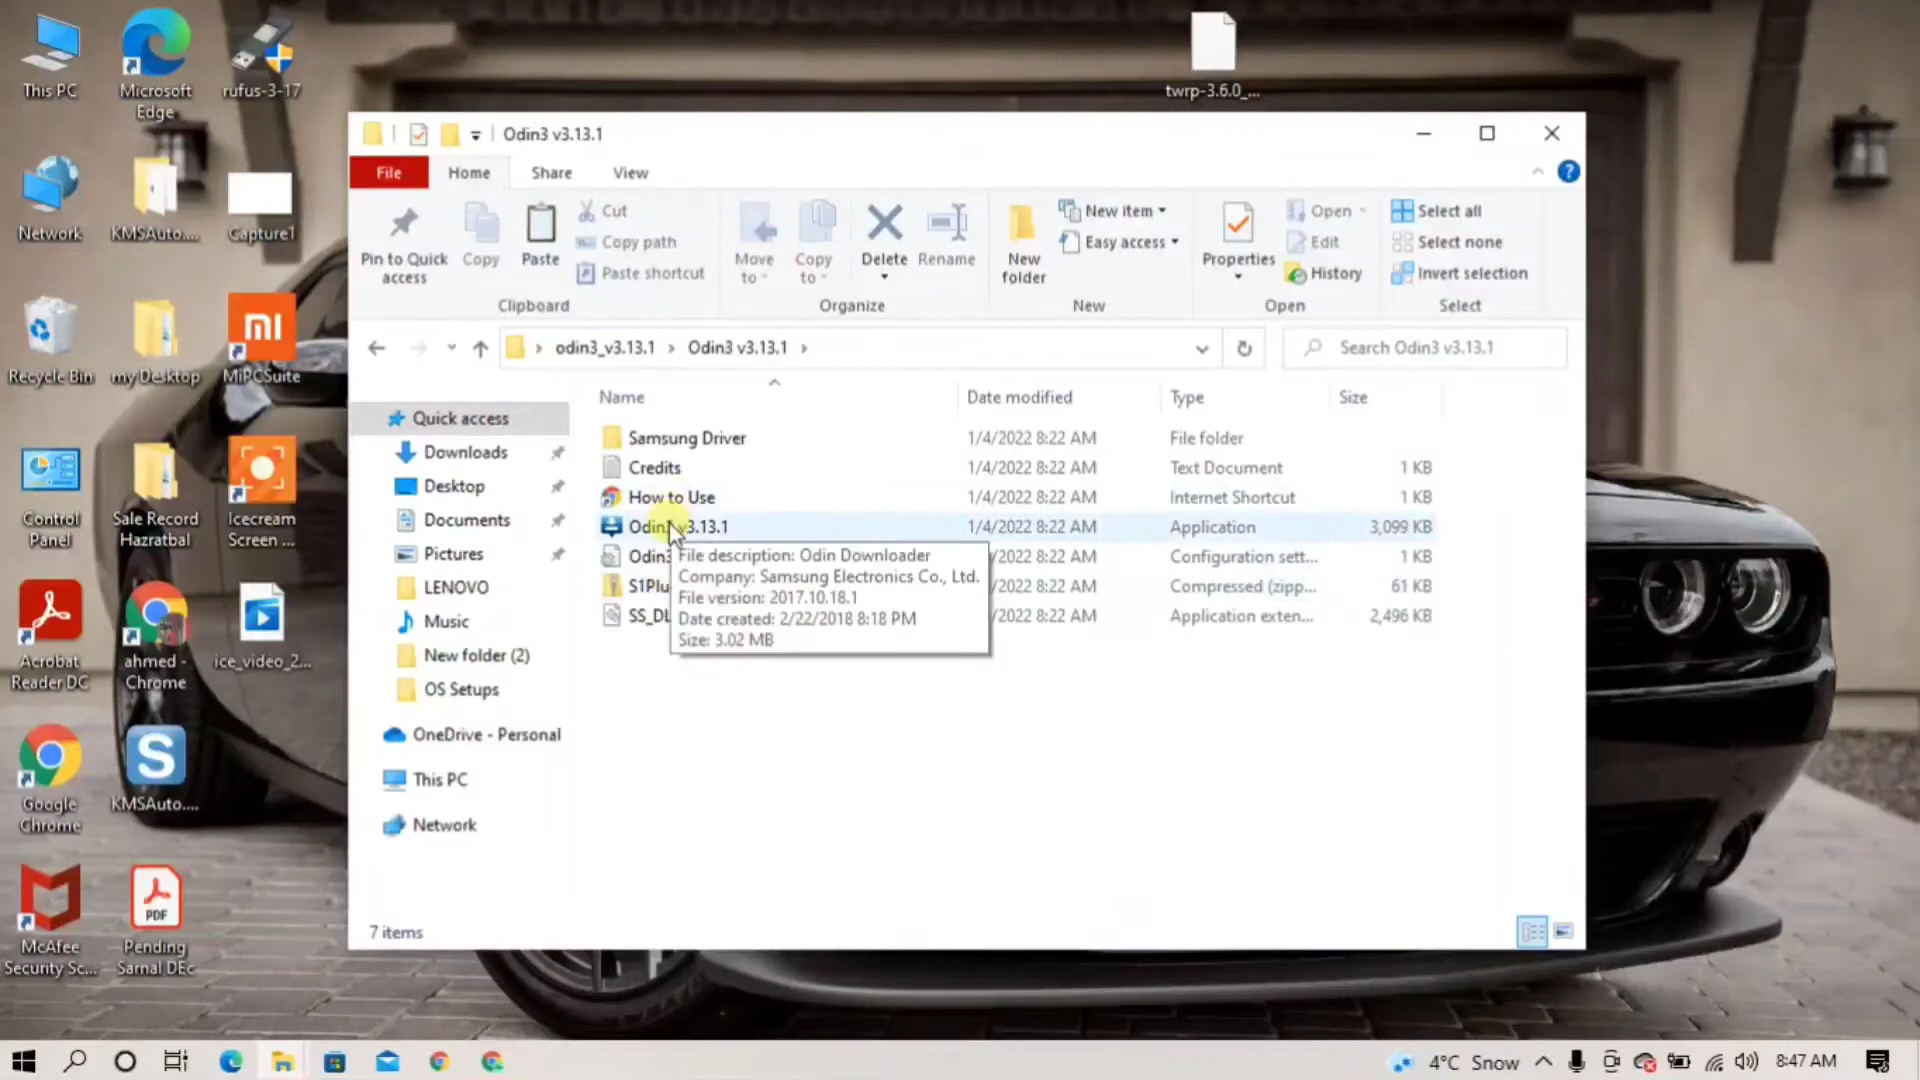 This PC
Microsoft
Edge
rufus-3-17
twrp-3.6.0_...
Network
KMSAuto....
Capture1
Recycle Bin
my Desktop
MiPCSuite
Control
Panel
Sale Record
Hazratbal
Icecream
Screen ...
Acrobat
Reader DC
ahmed -
Chrome
ice_video_2...
Google
Chrome
KMSAuto....
McAfee
Security Sc...
PDF
Pending
Sarnal DEc
Odin3 v3.13.1
File
Home
Share
View
Pin to Quick
access
Copy
Paste
Cut
Copy path
Paste shortcut
Clipboard
Move
to
Copy
to
Delete
Rename
Organize
New
folder
New item
Easy access
New
Properties
Open
Edit
History
Open
Select all
Select none
Invert selection
Select
odin3_v3.13.1 > Odin3 v3.13.1 >
Search Odin3 v3.13.1
Quick access
Downloads
Desktop
Documents
Pictures
LENOVO
Music
New folder (2)
OS Setups
OneDrive - Personal
This PC
Network
Name Date modified Type Size
Samsung Driver 1/4/2022 8:22 AM File folder
Credits 1/4/2022 8:22 AM Text Document 1 KB
How to Use 1/4/2022 8:22 AM Internet Shortcut 1 KB
Odin3 v3.13.1 1/4/2022 8:22 AM Application 3,099 KB
Odin3 /2022 8:22 AM Configuration sett... 1 KB
S1Plu /2022 8:22 AM Compressed (zipp... 61 KB
SS_DL /2022 8:22 AM Application exten... 2,496 KB
File description: Odin Downloader
Company: Samsung Electronics Co., Ltd.
File version: 2017.10.18.1
Date created: 2/22/2018 8:18 PM
Size: 3.02 MB
7 items
4°C Snow
8:47 AM